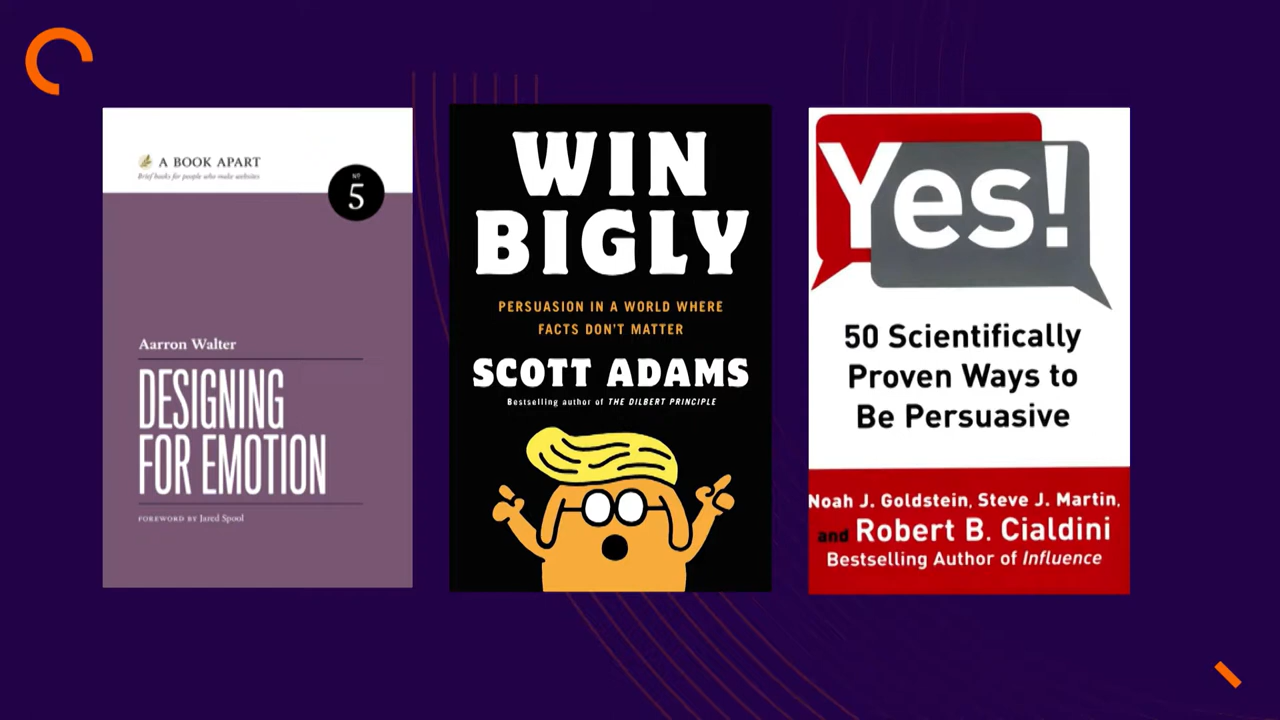 A BOOK APART
Brief books for people who make websites
Nº
5
Aarron Walter
DESIGNING
FOR EMOTION
FOREWORD BY Jared Spool
WIN
BIGLY
PERSUASION IN A WORLD WHERE
FACTS DON'T MATTER
SCOTT ADAMS
Bestselling author of THE DILBERT PRINCIPLE
Yes!
50 Scientifically
Proven Ways to
Be Persuasive
Noah J. Goldstein, Steve J. Martin,
and Robert B. Cialdini
Bestselling Author of Influence